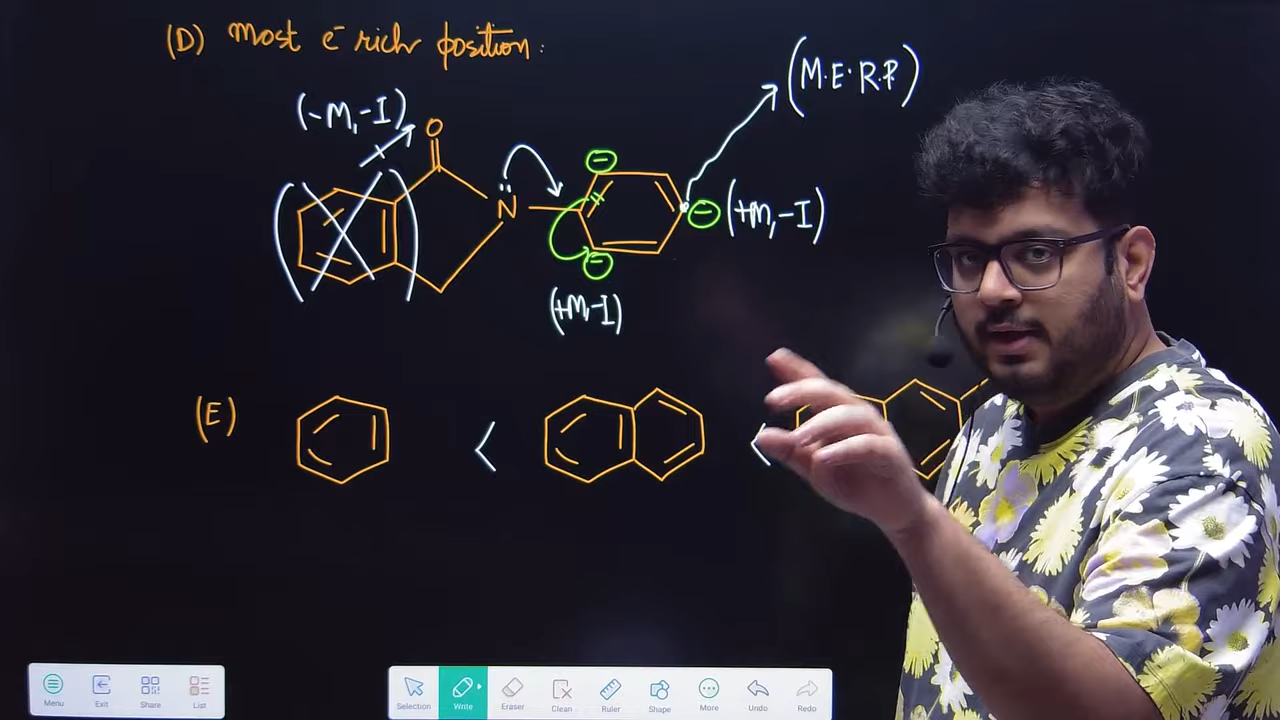 (D) most e⁻ rich position:
(-M, -I)
O
(M.E.R.P)
N
(+M, -I)
(+M, -I)
(E) < <
Menu Exit Share List
Selection Write Eraser Clean Ruler Shape More Undo Redo